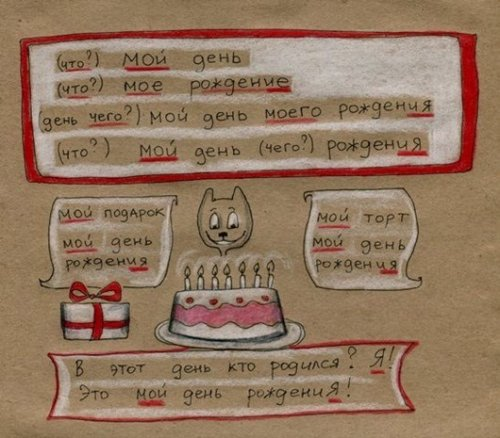 (что?) мой день
(что?) мое рождение
(день чего?) мой день моего рождения
(что?) мой день (чего?) рождения
мой подарок
мой день
рождения
мой торт
мой день
рождения
В этот день кто родился? Я!
Это мой день рождениЯ!